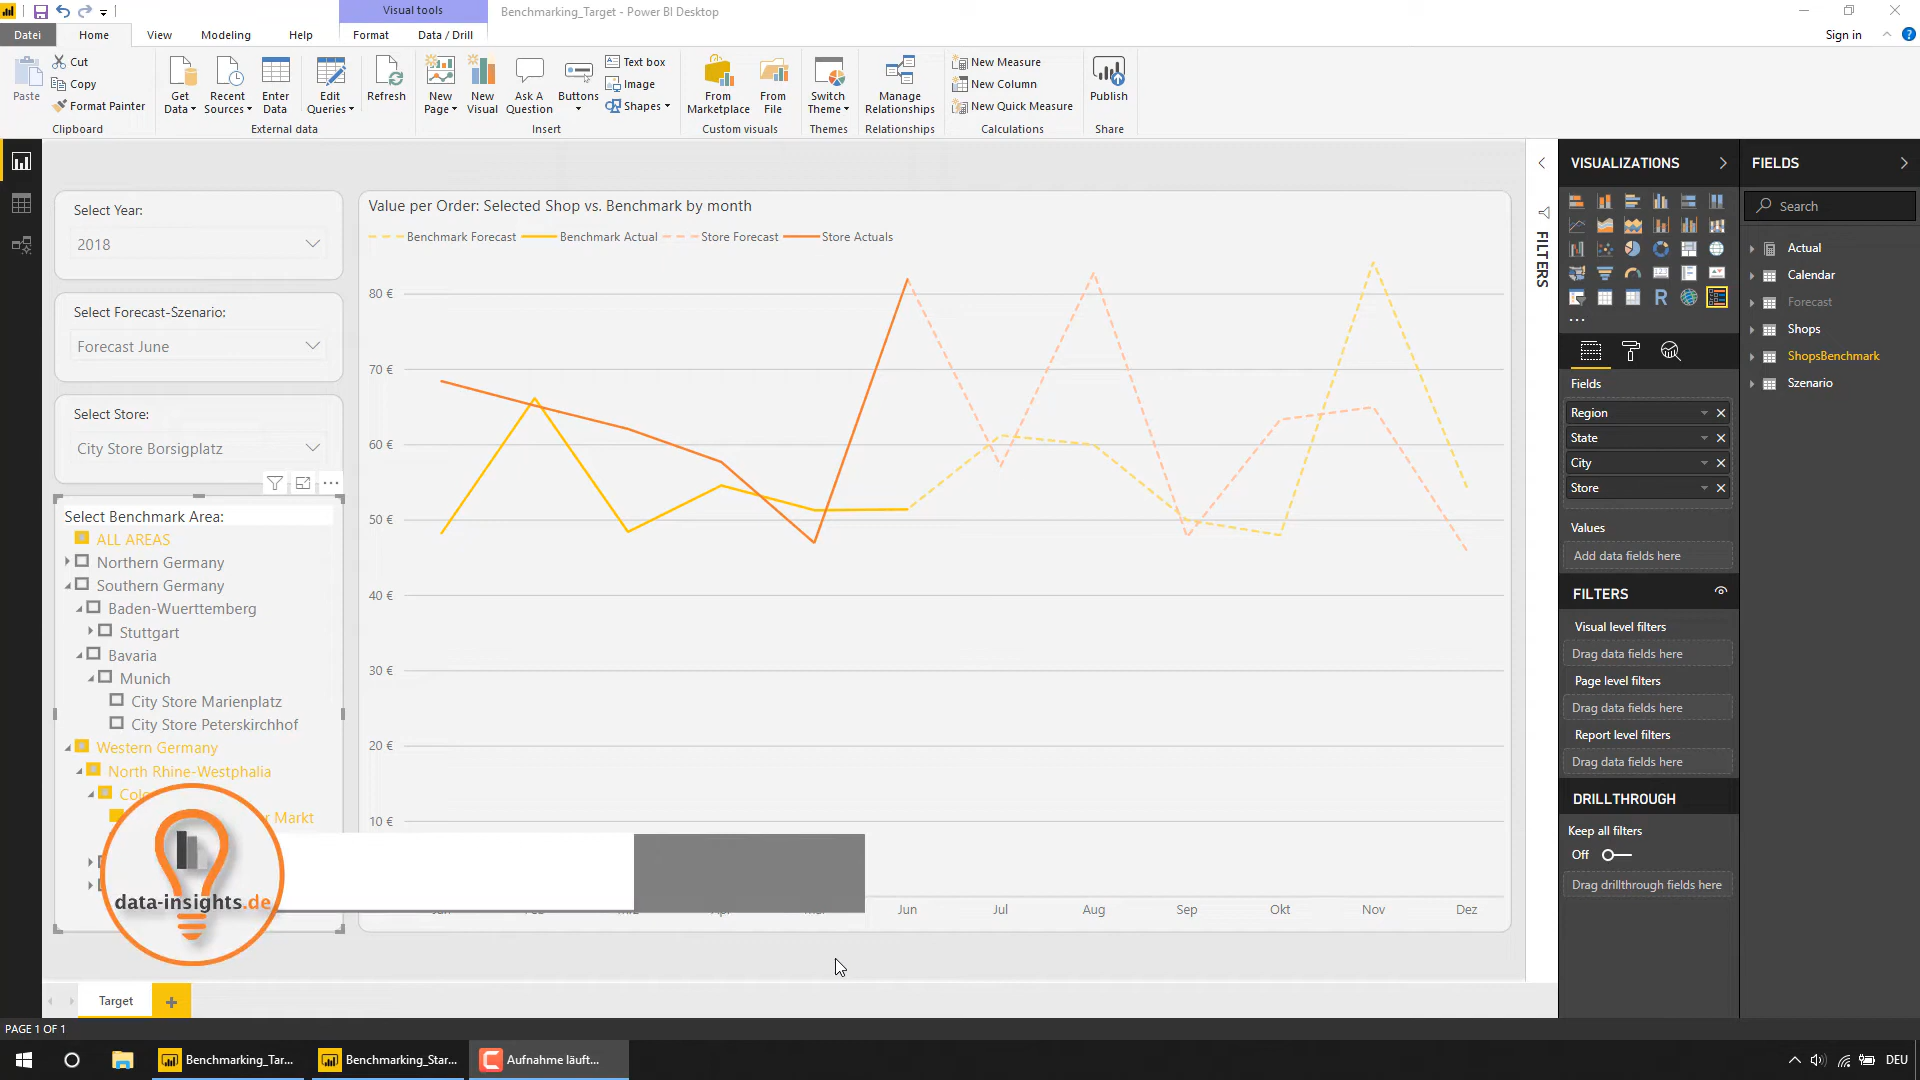 Visual tools
Benchmarking_Target - Power BI Desktop
Datei
Home
View
Modeling
Help
Format
Data / Drill
Sign in
?
Paste
Cut
Copy
Format Painter
Clipboard
Get Data
Recent Sources
Enter Data
Edit Queries
External data
Refresh
New Page
New Visual
Ask A Question
Buttons
Text box
Image
Shapes
Insert
From Marketplace
From File
Custom visuals
Switch Theme
Themes
Manage Relationships
Relationships
New Measure
New Column
New Quick Measure
Calculations
Publish
Share
Select Year:
2018
Select Forecast-Szenario:
Forecast June
Select Store:
City Store Borsigplatz
Select Benchmark Area:
ALL AREAS
Northern Germany
Southern Germany
Baden-Wuerttemberg
Stuttgart
Bavaria
Munich
City Store Marienplatz
City Store Peterskirchhof
Western Germany
North Rhine-Westphalia
Markt
data-insights.de
Value per Order: Selected Shop vs. Benchmark by month
Benchmark Forecast
Benchmark Actual
Store Forecast
Store Actuals
80 €
70 €
60 €
50 €
40 €
30 €
20 €
10 €
Jun
Jul
Aug
Sep
Okt
Nov
Dez
FILTERS
VISUALIZATIONS
R
Fields
Region
State
City
Store
Values
Add data fields here
FILTERS
Visual level filters
Drag data fields here
Page level filters
Drag data fields here
Report level filters
Drag data fields here
DRILLTHROUGH
Keep all filters
Off
Drag drillthrough fields here
FIELDS
Search
Actual
Calendar
Forecast
Shops
ShopsBenchmark
Szenario
Target
PAGE 1 OF 1
Benchmarking_Tar...
Benchmarking_Star...
Aufnahme läuft...
DEU